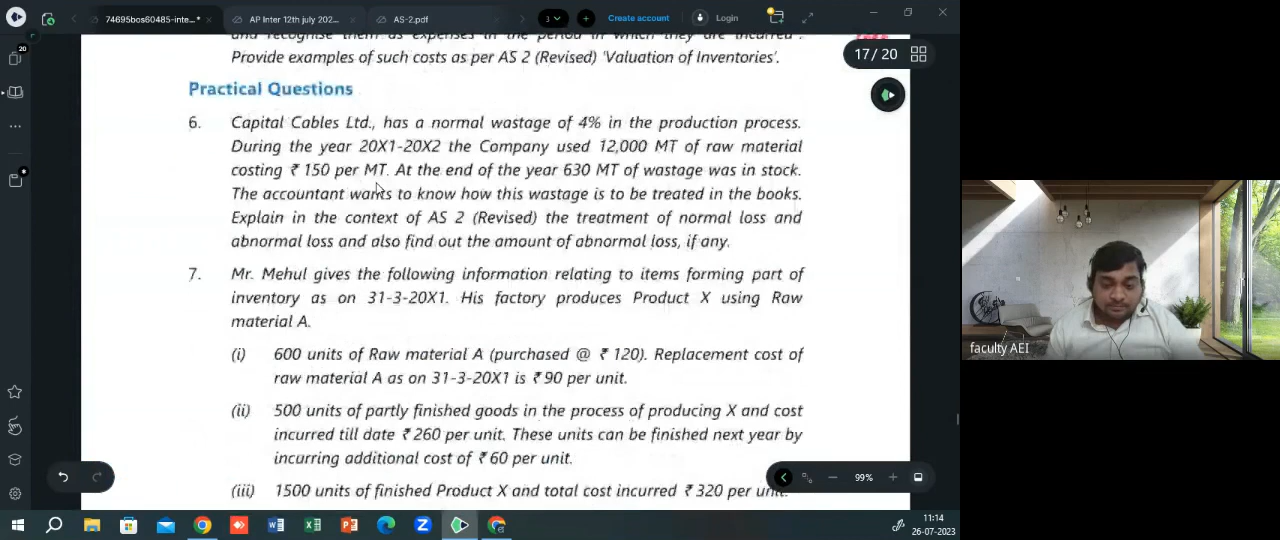 74695bos60485-inte...*
AP Inter 12th july 202...
AS-2.pdf
3
Create account
Login
20
and recognise them as expenses in the period in which they are incurred'.
Provide examples of such costs as per AS 2 (Revised) 'Valuation of Inventories'.
17/20
Practical Questions
6. Capital Cables Ltd., has a normal wastage of 4% in the production process.
During the year 20X1-20X2 the Company used 12,000 MT of raw material
costing ₹ 150 per MT. At the end of the year 630 MT of wastage was in stock.
The accountant wants to know how this wastage is to be treated in the books.
Explain in the context of AS 2 (Revised) the treatment of normal loss and
abnormal loss and also find out the amount of abnormal loss, if any.
7. Mr. Mehul gives the following information relating to items forming part of
inventory as on 31-3-20X1. His factory produces Product X using Raw
material A.
(i) 600 units of Raw material A (purchased @ ₹ 120). Replacement cost of
raw material A as on 31-3-20X1 is ₹ 90 per unit.
(ii) 500 units of partly finished goods in the process of producing X and cost
incurred till date ₹ 260 per unit. These units can be finished next year by
incurring additional cost of ₹ 60 per unit.
(iii) 1500 units of finished Product X and total cost incurred ₹ 320 per unit.
99%
faculty AEI
11:14
26-07-2023